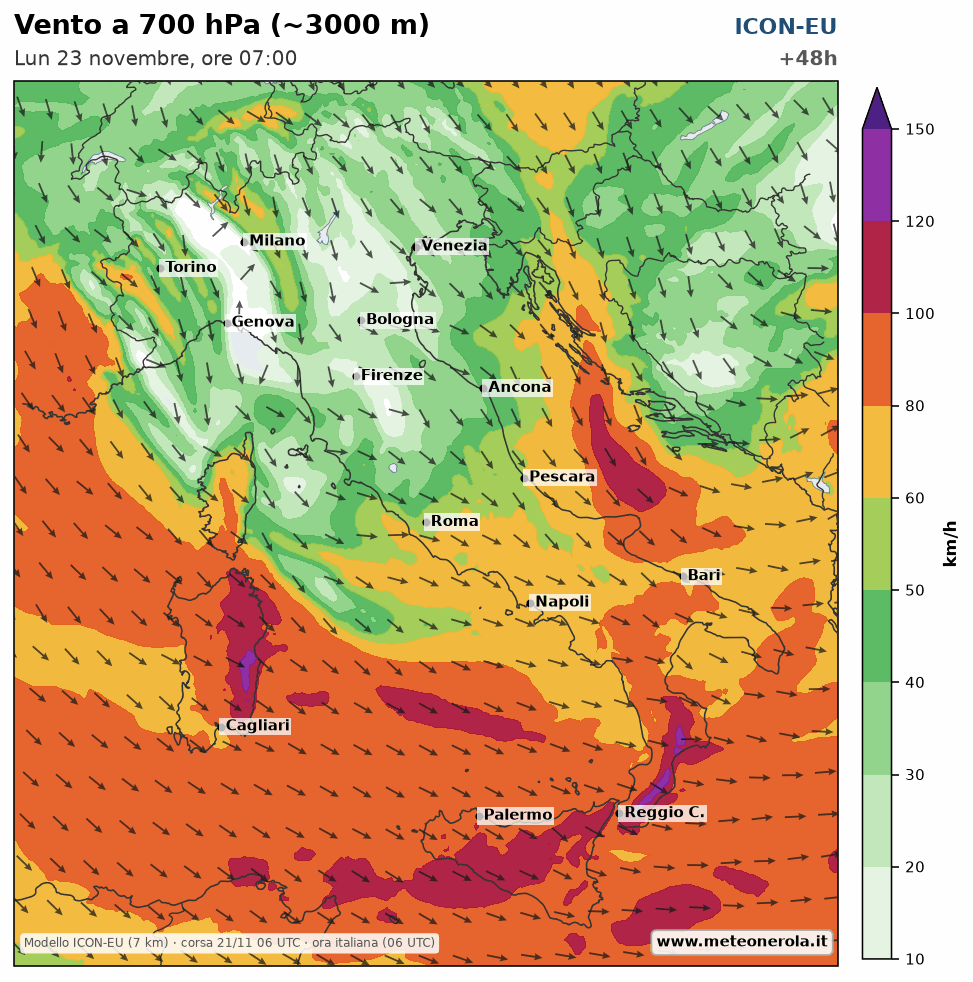 Vento a 700 hPa (~3000 m)
ICON-EU
Lun 23 novembre, ore 07:00
+48h
Milano
Venezia
Torino
Genova
Bologna
Firenze
Ancona
Pescara
Roma
Bari
Napoli
Cagliari
Palermo
Reggio C.
Modello ICON-EU (7 km) · corsa 21/11 06 UTC · ora italiana (06 UTC)
www.meteonerola.it
150
120
100
80
60
50
40
30
20
10
km/h